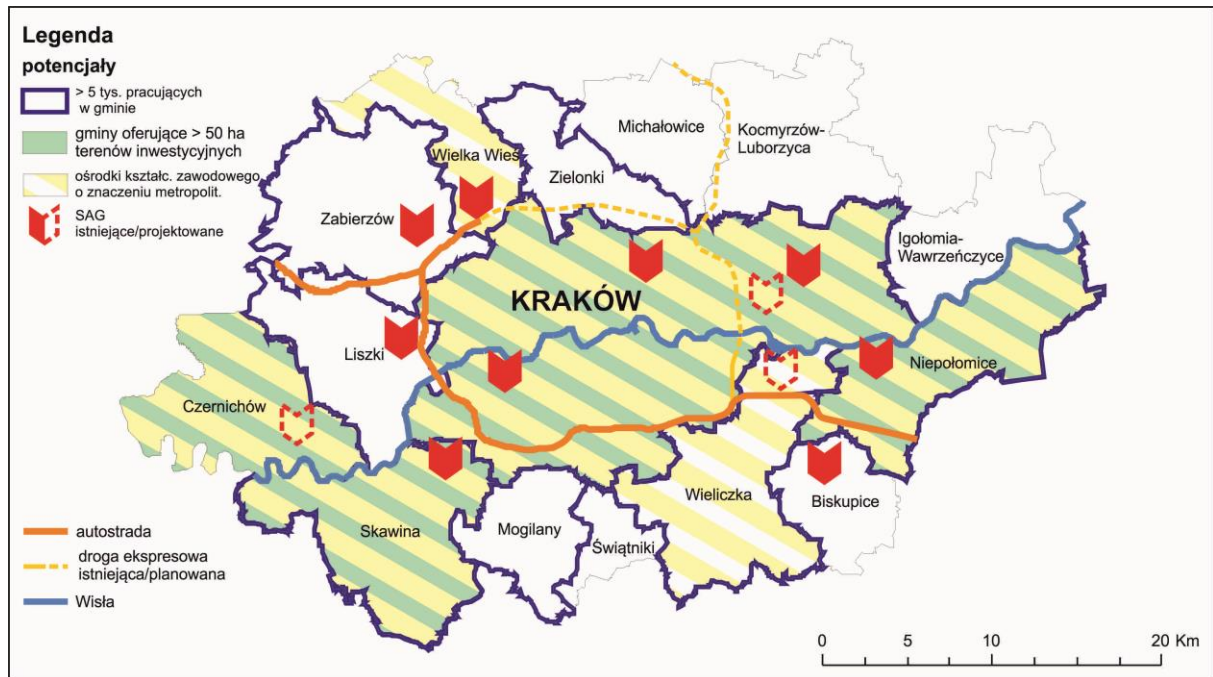 Legenda
potencjały
> 5 tys. pracujących
w gminie
gminy oferujące > 50 ha
terenów inwestycyjnych
ośrodki kształc. zawodowego
o znaczeniu metropolit.
SAG
istniejące/projektowane
Michałowice
Kocmyrzów-
Luborzyca
Wielka Wieś
Zielonki
Zabierzów
Igołomia-
Wawrzeńczyce
KRAKÓW
Liszki
Niepołomice
Czernichów
Wieliczka
Biskupice
Skawina
Mogilany
Świątniki
autostrada
droga ekspresowa
istniejąca/planowana
Wisła
0 5 10 20 Km